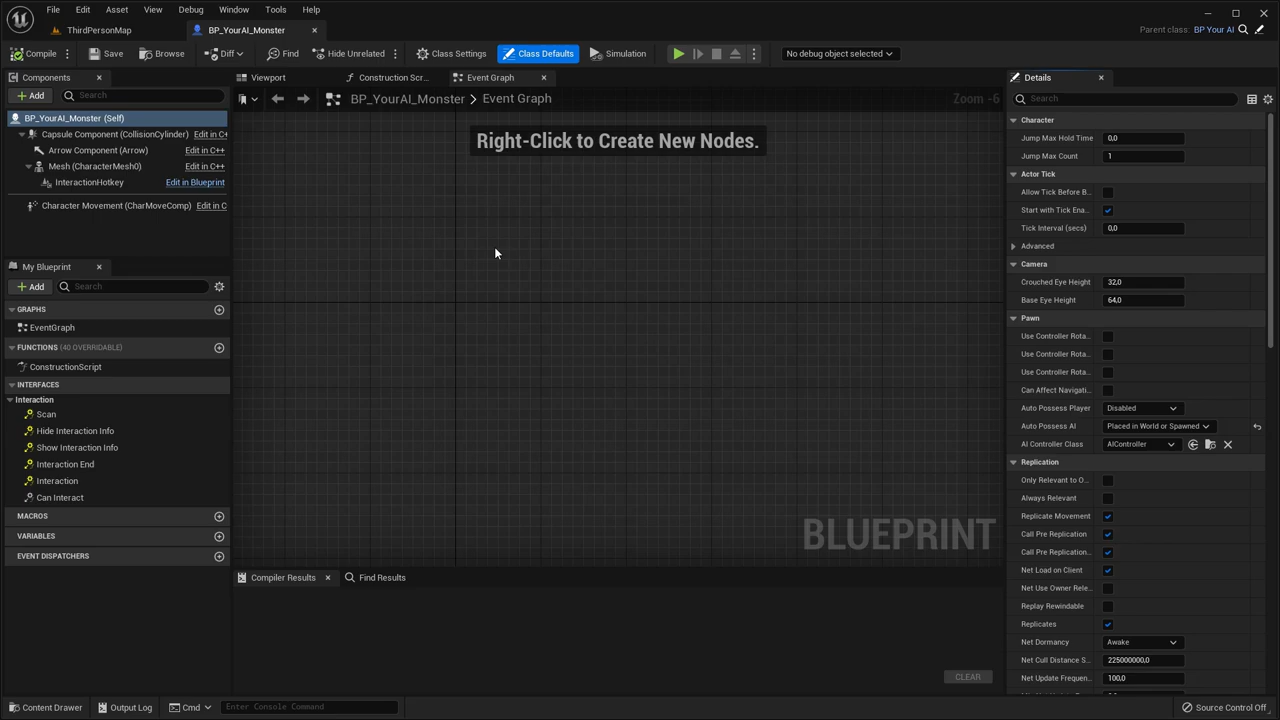 File Edit Asset View Debug Window Tools Help
ThirdPersonMap
BP_YourAI_Monster
Parent class: BP Your AI
Compile Save Browse Diff Find Hide Unrelated Class Settings Class Defaults Simulation No debug object selected
Components
Add
Search
BP_YourAI_Monster (Self)
Capsule Component (CollisionCylinder) Edit in C+
Arrow Component (Arrow) Edit in C++
Mesh (CharacterMesh0) Edit in C++
InteractionHotkey Edit in Blueprint
Character Movement (CharMoveComp) Edit in C
My Blueprint
Add
Search
GRAPHS
EventGraph
FUNCTIONS (40 OVERRIDABLE)
ConstructionScript
INTERFACES
Interaction
Scan
Hide Interaction Info
Show Interaction Info
Interaction End
Interaction
Can Interact
MACROS
VARIABLES
EVENT DISPATCHERS
Viewport Construction Scr... Event Graph
BP_YourAI_Monster > Event Graph
Zoom -6
Right-Click to Create New Nodes.
BLUEPRINT
Compiler Results Find Results
CLEAR
Details
Search
Character
Jump Max Hold Time 0,0
Jump Max Count 1
Actor Tick
Allow Tick Before B...
Start with Tick Ena...
Tick Interval (secs) 0,0
Advanced
Camera
Crouched Eye Height 32,0
Base Eye Height 64,0
Pawn
Use Controller Rota...
Use Controller Rota...
Use Controller Rota...
Can Affect Navigati...
Auto Possess Player Disabled
Auto Possess AI Placed in World or Spawned
AI Controller Class AIController
Replication
Only Relevant to O...
Always Relevant
Replicate Movement
Call Pre Replication
Call Pre Replication...
Net Load on Client
Net Use Owner Rele...
Replay Rewindable
Replicates
Net Dormancy Awake
Net Cull Distance S... 225000000,0
Net Update Frequen... 100,0
Content Drawer Output Log Cmd Enter Console Command Source Control Off